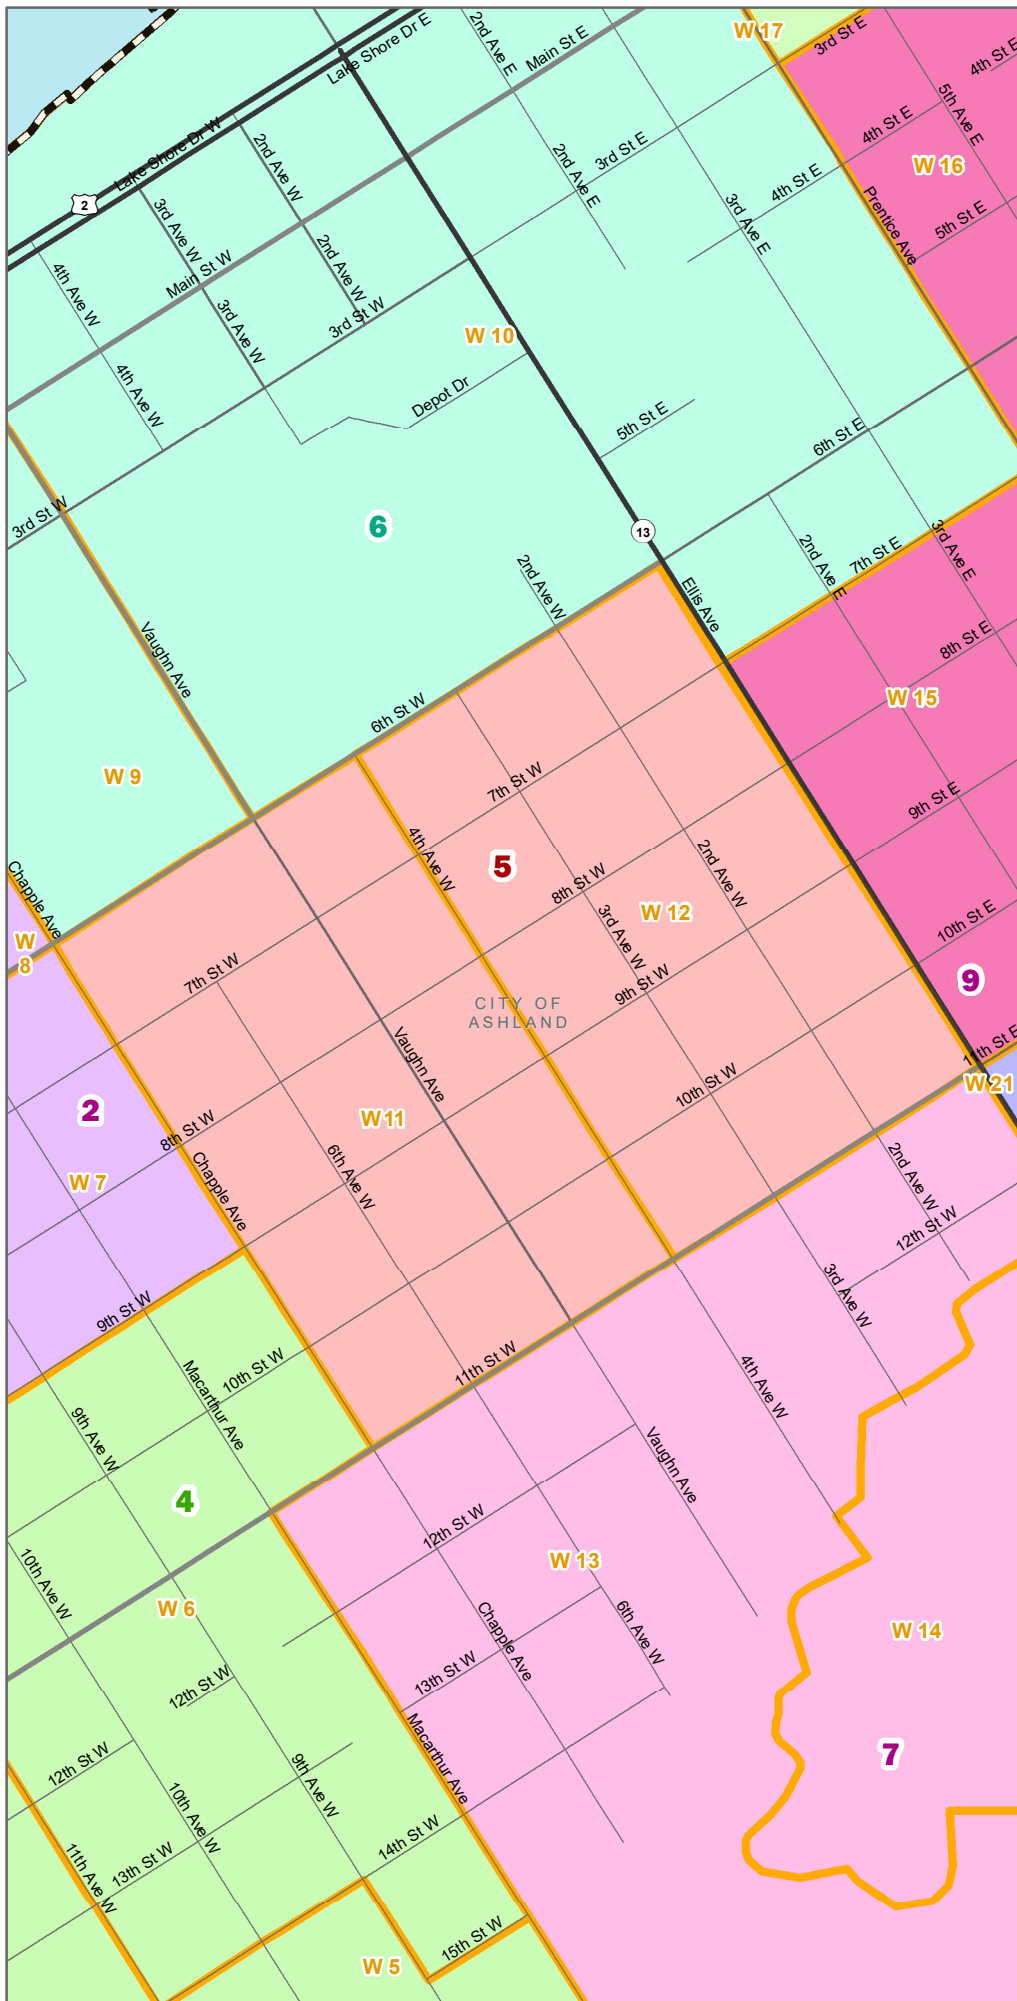 W 17
3rd St E
Lake Shore Dr E
2nd Ave E
Main St E
4th St E
5th Ave E
4th St E
Lake Shore Dr W
2nd Ave W
2nd Ave E
3rd St E
W 16
4th St E
2
3rd Ave W
3rd Ave E
Prentice Ave
5th St E
4th Ave W
Main St W
2nd Ave W
3rd Ave W
3rd St W
W 10
4th Ave W
Depot Dr
5th St E
6th St E
3rd St W
6
13
2nd Ave W
2nd Ave E
7th St E
3rd Ave E
Ellis Ave
Vaughn Ave
8th St E
6th St W
W 15
W 9
7th St W
9th St E
4th Ave W
5
2nd Ave W
Chapple Ave
8th St W
W 12
10th St E
W
8
3rd Ave W
7th St W
9th St W
9
CITY OF
ASHLAND
Vaughn Ave
11th St E
W 21
10th St W
2
8th St W
W11
W 7
Chapple Ave
6th Ave W
2nd Ave W
12th St W
9th St W
3rd Ave W
Macarthur Ave
10th St W
11th St W
4th Ave W
9th Ave W
Vaughn Ave
4
12th St W
10th Ave W
W 13
W 6
Chapple Ave
6th Ave W
W 14
12th St W
13th St W
Macarthur Ave
7
12th St W
9th Ave W
10th Ave W
14th St W
11th Ave W
13th St W
15th St W
W 5